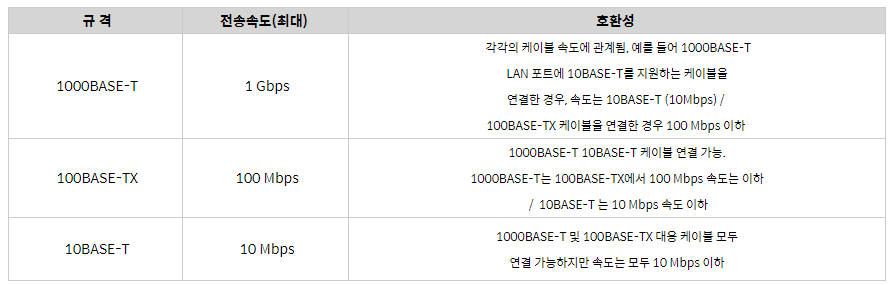 규 격 전송속도(최대) 호환성
각각의 케이블 속도에 관계됨, 예를 들어 1000BASE-T
LAN 포트에 10BASE-T를 지원하는 케이블을
1000BASE-T 1 Gbps
연결한 경우, 속도는 10BASE-T (10Mbps) /
100BASE-TX 케이블을 연결한 경우 100 Mbps 이하
1000BASE-T 10BASE-T 케이블 연결 가능.
100BASE-TX 100 Mbps 1000BASE-T는 100BASE-TX에서 100 Mbps 속도는 이하
/ 10BASE-T 는 10 Mbps 속도 이하
1000BASE-T 및 100BASE-TX 대응 케이블 모두
10BASE-T 10 Mbps
연결 가능하지만 속도는 모두 10 Mbps 이하